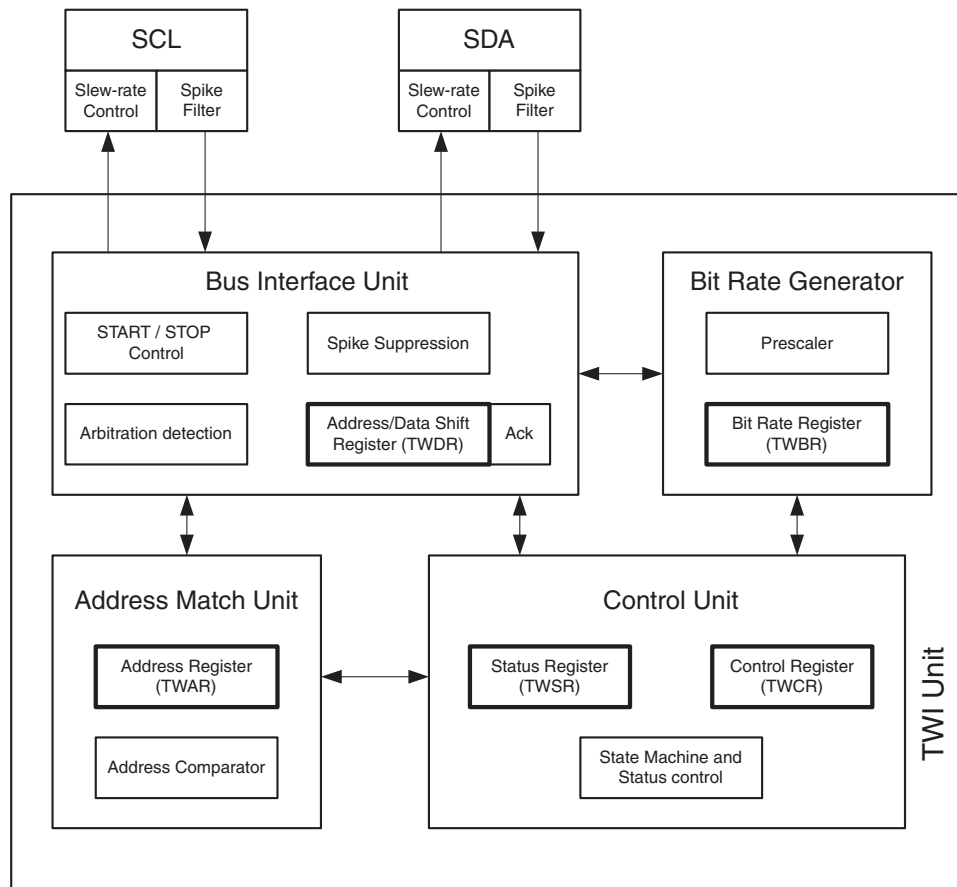 SCL
SDA
Slew-rate
Control
Spike
Filter
Slew-rate
Control
Spike
Filter
Bus Interface Unit
START / STOP
Control
Spike Suppression
Arbitration detection
Address/Data Shift
Register (TWDR)
Ack
Bit Rate Generator
Prescaler
Bit Rate Register
(TWBR)
Address Match Unit
Address Register
(TWAR)
Address Comparator
Control Unit
Status Register
(TWSR)
Control Register
(TWCR)
State Machine and
Status control
TWI Unit